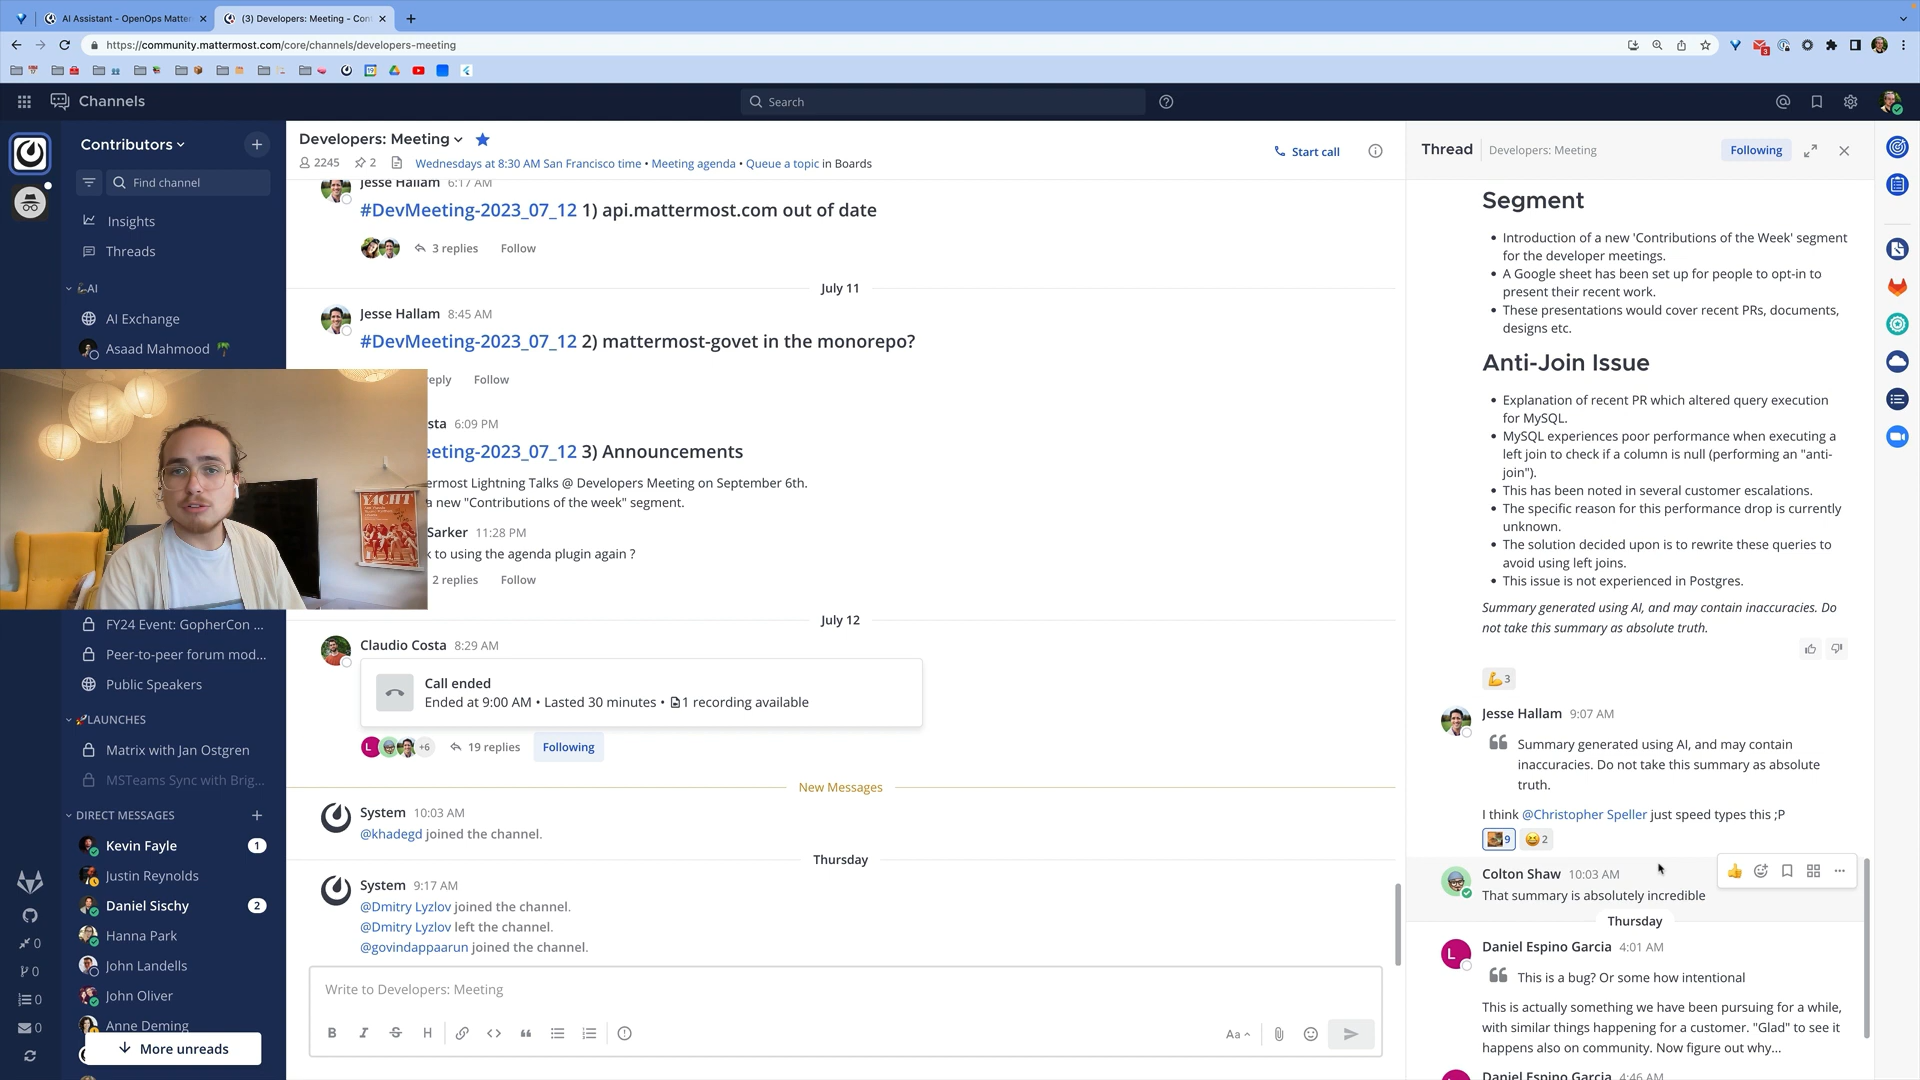 AI Assistant - OpenOps Matter
(3) Developers: Meeting - Con
https://community.mattermost.com/core/channels/developers-meeting
Channels
Search
Contributors
Find channel
Insights
Threads
AI
AI Exchange
Asaad Mahmood
FY24 Event: GopherCon ...
Peer-to-peer forum mod...
Public Speakers
LAUNCHES
Matrix with Jan Ostgren
MSTeams Sync with Brig...
DIRECT MESSAGES
Kevin Fayle 1
Justin Reynolds
Daniel Sischy 2
Hanna Park
John Landells
John Oliver
Anne Deming
More unreads
0
0
0
0
YACHT
Developers: Meeting
2245 2 Wednesdays at 8:30 AM San Francisco time • Meeting agenda • Queue a topic in Boards
Start call
Jesse Hallam 6:17 AM
#DevMeeting-2023_07_12 1) api.mattermost.com out of date
3 replies Follow
July 11
Jesse Hallam 8:45 AM
#DevMeeting-2023_07_12 2) mattermost-govet in the monorepo?
eply Follow
sta 6:09 PM
eeting-2023_07_12 3) Announcements
ermost Lightning Talks @ Developers Meeting on September 6th.
a new "Contributions of the week" segment.
Sarker 11:28 PM
k to using the agenda plugin again ?
2 replies Follow
July 12
Claudio Costa 8:29 AM
Call ended
Ended at 9:00 AM • Lasted 30 minutes • 1 recording available
L +6 19 replies Following
New Messages
System 10:03 AM
@khadegd joined the channel.
Thursday
System 9:17 AM
@Dmitry Lyzlov joined the channel.
@Dmitry Lyzlov left the channel.
@govindappaarun joined the channel.
Write to Developers: Meeting
B I S H Aa
Thread Developers: Meeting Following
Segment
• Introduction of a new 'Contributions of the Week' segment
for the developer meetings.
• A Google sheet has been set up for people to opt-in to
present their recent work.
• These presentations would cover recent PRs, documents,
designs etc.
Anti-Join Issue
• Explanation of recent PR which altered query execution
for MySQL.
• MySQL experiences poor performance when executing a
left join to check if a column is null (performing an "anti-
join").
• This has been noted in several customer escalations.
• The specific reason for this performance drop is currently
unknown.
• The solution decided upon is to rewrite these queries to
avoid using left joins.
• This issue is not experienced in Postgres.
Summary generated using AI, and may contain inaccuracies. Do
not take this summary as absolute truth.
3
Jesse Hallam 9:07 AM
Summary generated using AI, and may contain
inaccuracies. Do not take this summary as absolute
truth.
I think @Christopher Speller just speed types this ;P
9 2
Colton Shaw 10:03 AM
That summary is absolutely incredible
Thursday
L Daniel Espino Garcia 4:01 AM
This is a bug? Or some how intentional
This is actually something we have been pursuing for a while,
with similar things happening for a customer. "Glad" to see it
happens also on community. Now figure out why...
Daniel Espino Garcia 4:46 AM